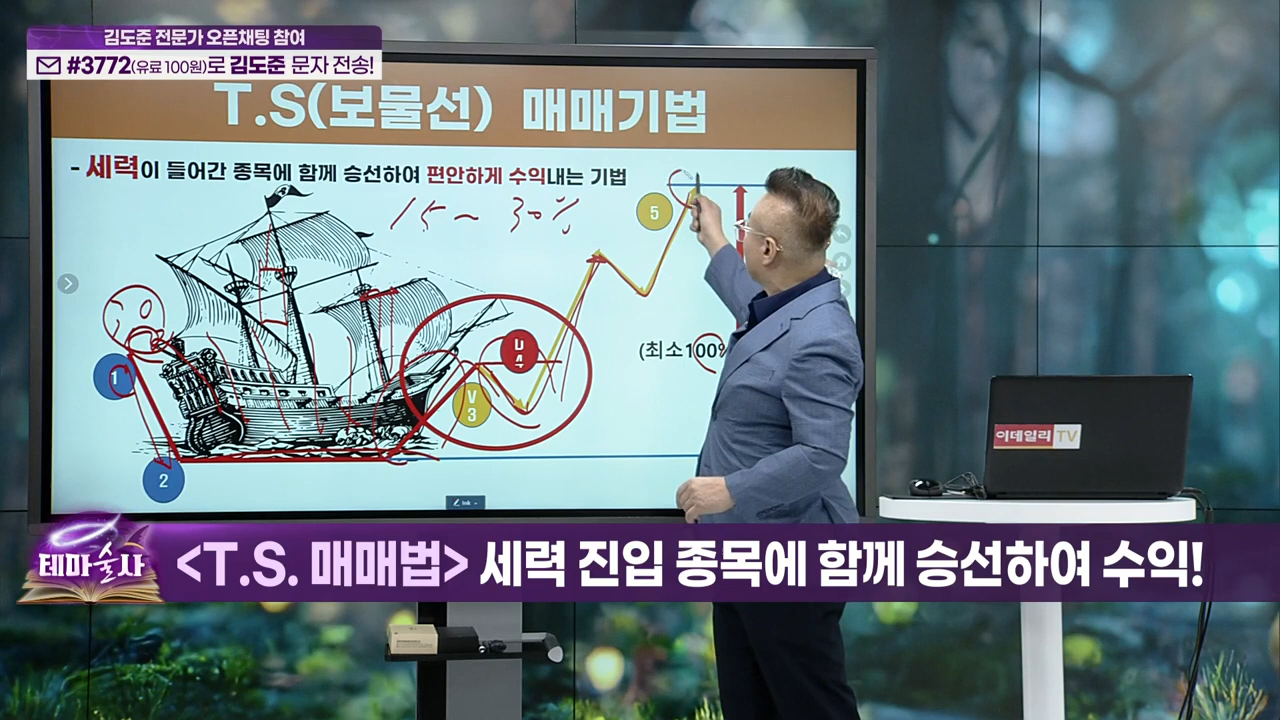 김도준 전문가 오픈채팅 참여
#3772(유료 100원)로 김도준 문자 전송!
T.S(보물선) 매매기법
- 세력이 들어간 종목에 함께 승선하여 편안하게 수익내는 기법
15~30%
5
1
U
4
(최소100%
V
3
2
Ink
이데일리 TV
테마술사
<T.S. 매매법> 세력 진입 종목에 함께 승선하여 수익!